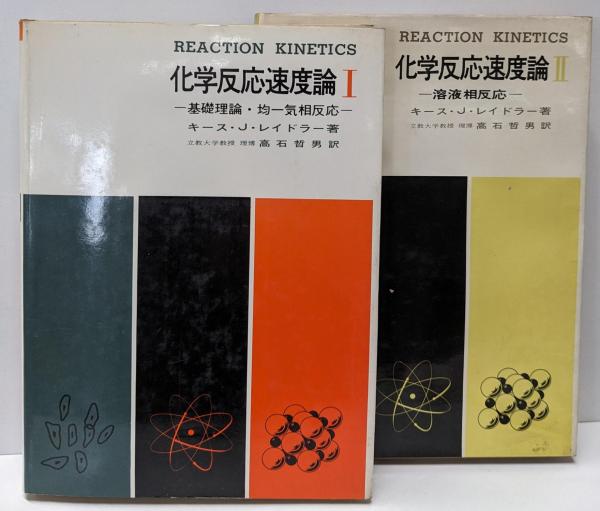 REACTION KINETICS
化学反応速度論 I
—基礎理論・均一気相反応—
キース・J・レイドラー著
立教大学教授 理博 高石哲男訳
REACTION KINETICS
化学反応速度論 II
—溶液相反応—
キース・J・レイドラー著
立教大学教授 理博 高石哲男訳